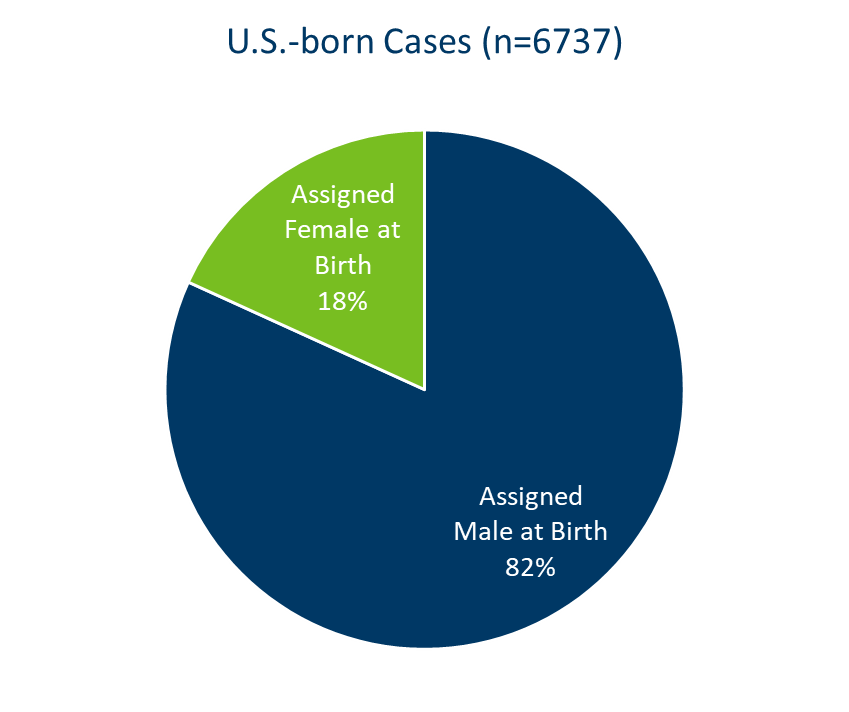 U.S.-born Cases (n=6737)
Assigned
Female at
Birth
18%
Assigned
Male at Birth
82%